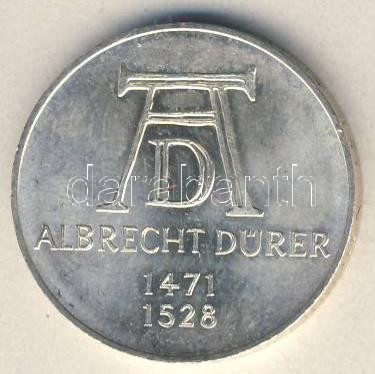 AD
darabanth
ALBRECHT DÜRER
1471
1528